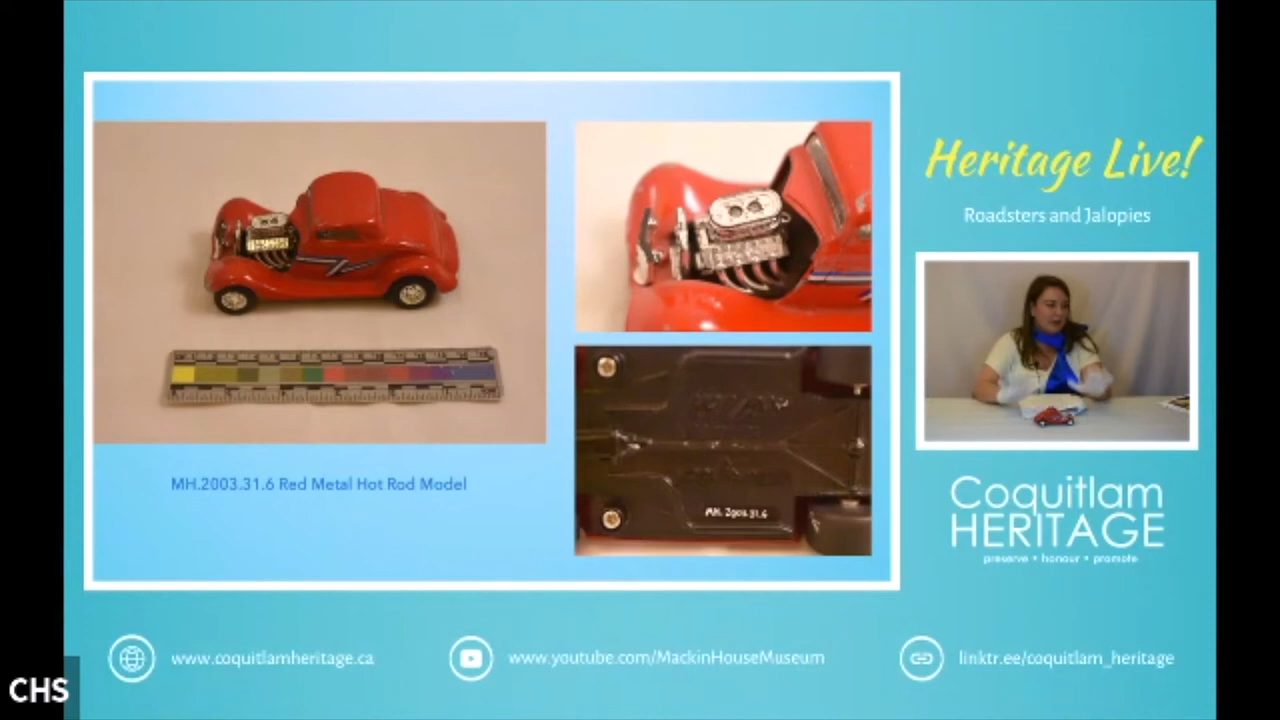 Heritage Live!
Roadsters and Jalopies
MH.2003.31.6 Red Metal Hot Rod Model
MH. 2003.31.6
Coquitlam
HERITAGE
preserve • honour • promote
www.coquitlamheritage.ca
www.youtube.com/MackinHouseMuseum
linktr.ee/coquitlam_heritage
CHS